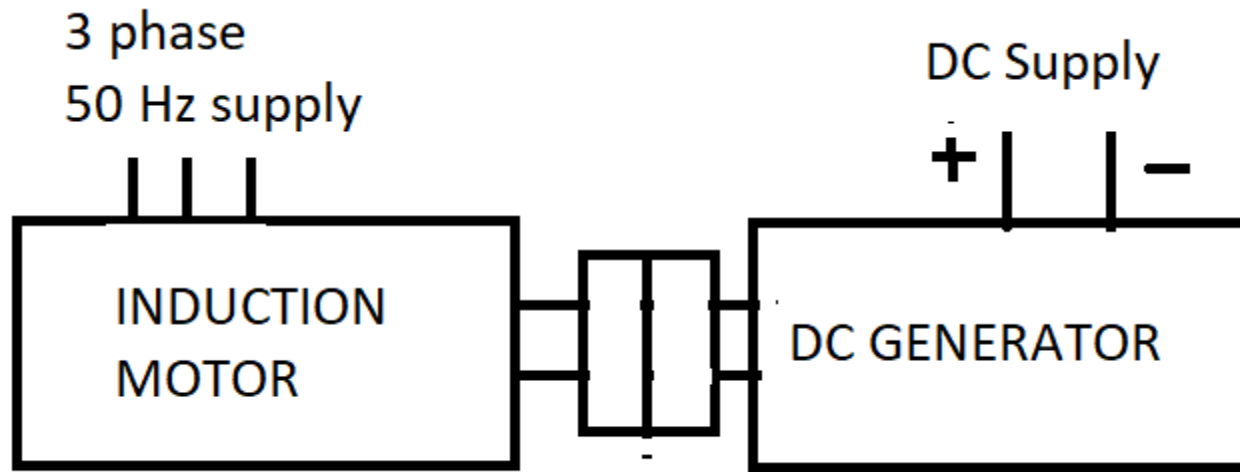 3 phase
50 Hz supply
DC Supply
+ −
INDUCTION
MOTOR
DC GENERATOR